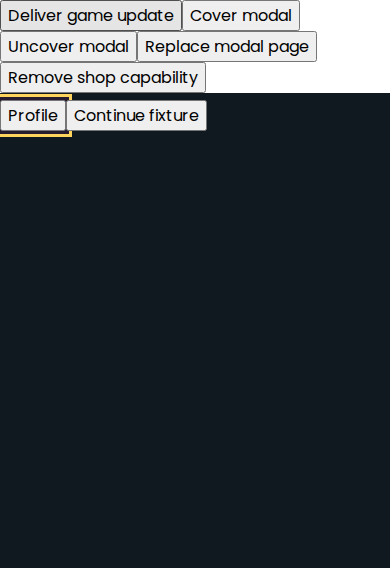 Deliver game update Cover modal
Uncover modal Replace modal page
Remove shop capability
Profile Continue fixture